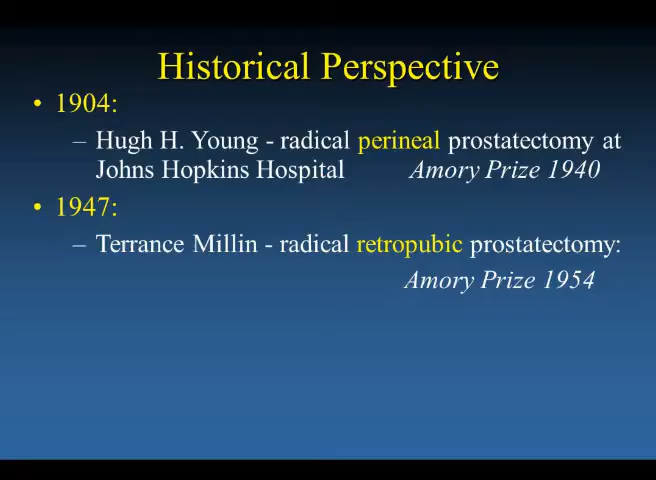 Historical Perspective
• 1904:
– Hugh H. Young - radical perineal prostatectomy at
Johns Hopkins Hospital Amory Prize 1940
• 1947:
– Terrance Millin - radical retropubic prostatectomy:
Amory Prize 1954